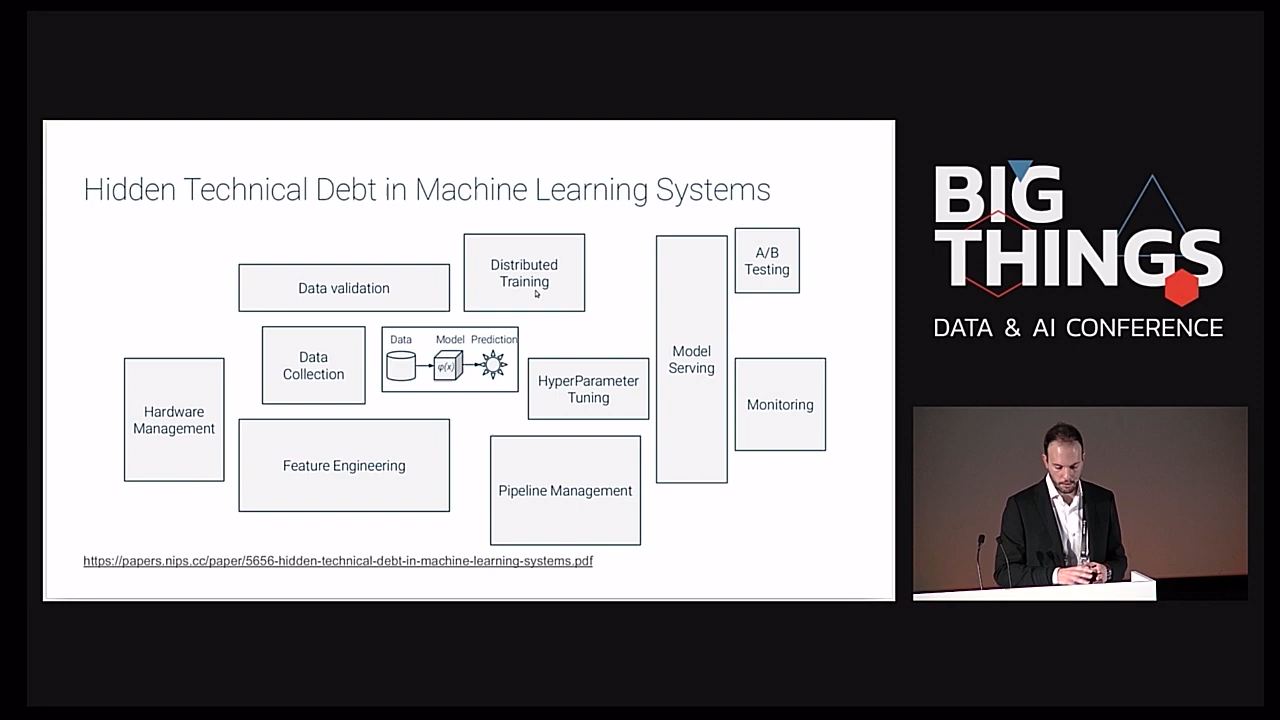 Hidden Technical Debt in Machine Learning Systems
Data validation
Distributed
Training
A/B
Testing
Data
Collection
Data
Model
Prediction
φ(x)
Model
Serving
HyperParameter
Tuning
Hardware
Management
Monitoring
Feature Engineering
Pipeline Management
https://papers.nips.cc/paper/5656-hidden-technical-debt-in-machine-learning-systems.pdf
BIG
THINGS
DATA & AI CONFERENCE